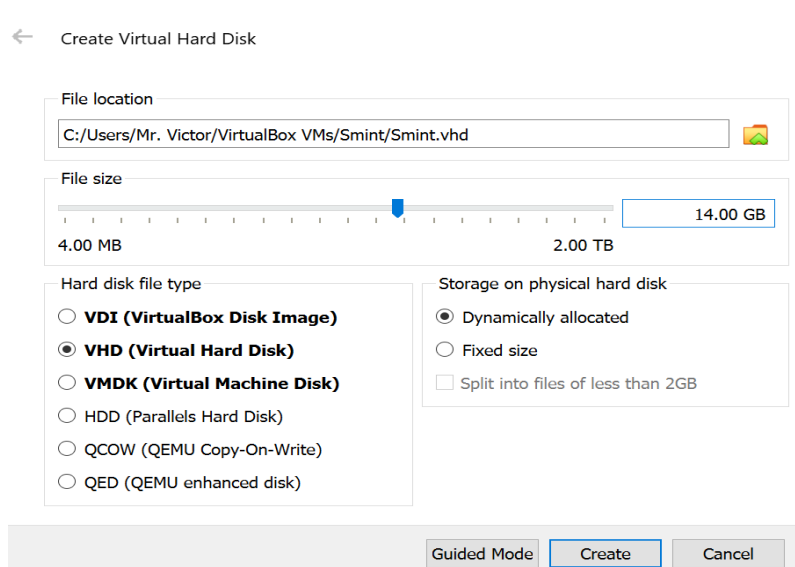 Create Virtual Hard Disk
File location
C:/Users/Mr. Victor/VirtualBox VMs/Smint/Smint.vhd
File size
14.00 GB
4.00 MB
2.00 TB
Hard disk file type
VDI (VirtualBox Disk Image)
VHD (Virtual Hard Disk)
VMDK (Virtual Machine Disk)
HDD (Parallels Hard Disk)
QCOW (QEMU Copy-On-Write)
QED (QEMU enhanced disk)
Storage on physical hard disk
Dynamically allocated
Fixed size
Split into files of less than 2GB
Guided Mode
Create
Cancel